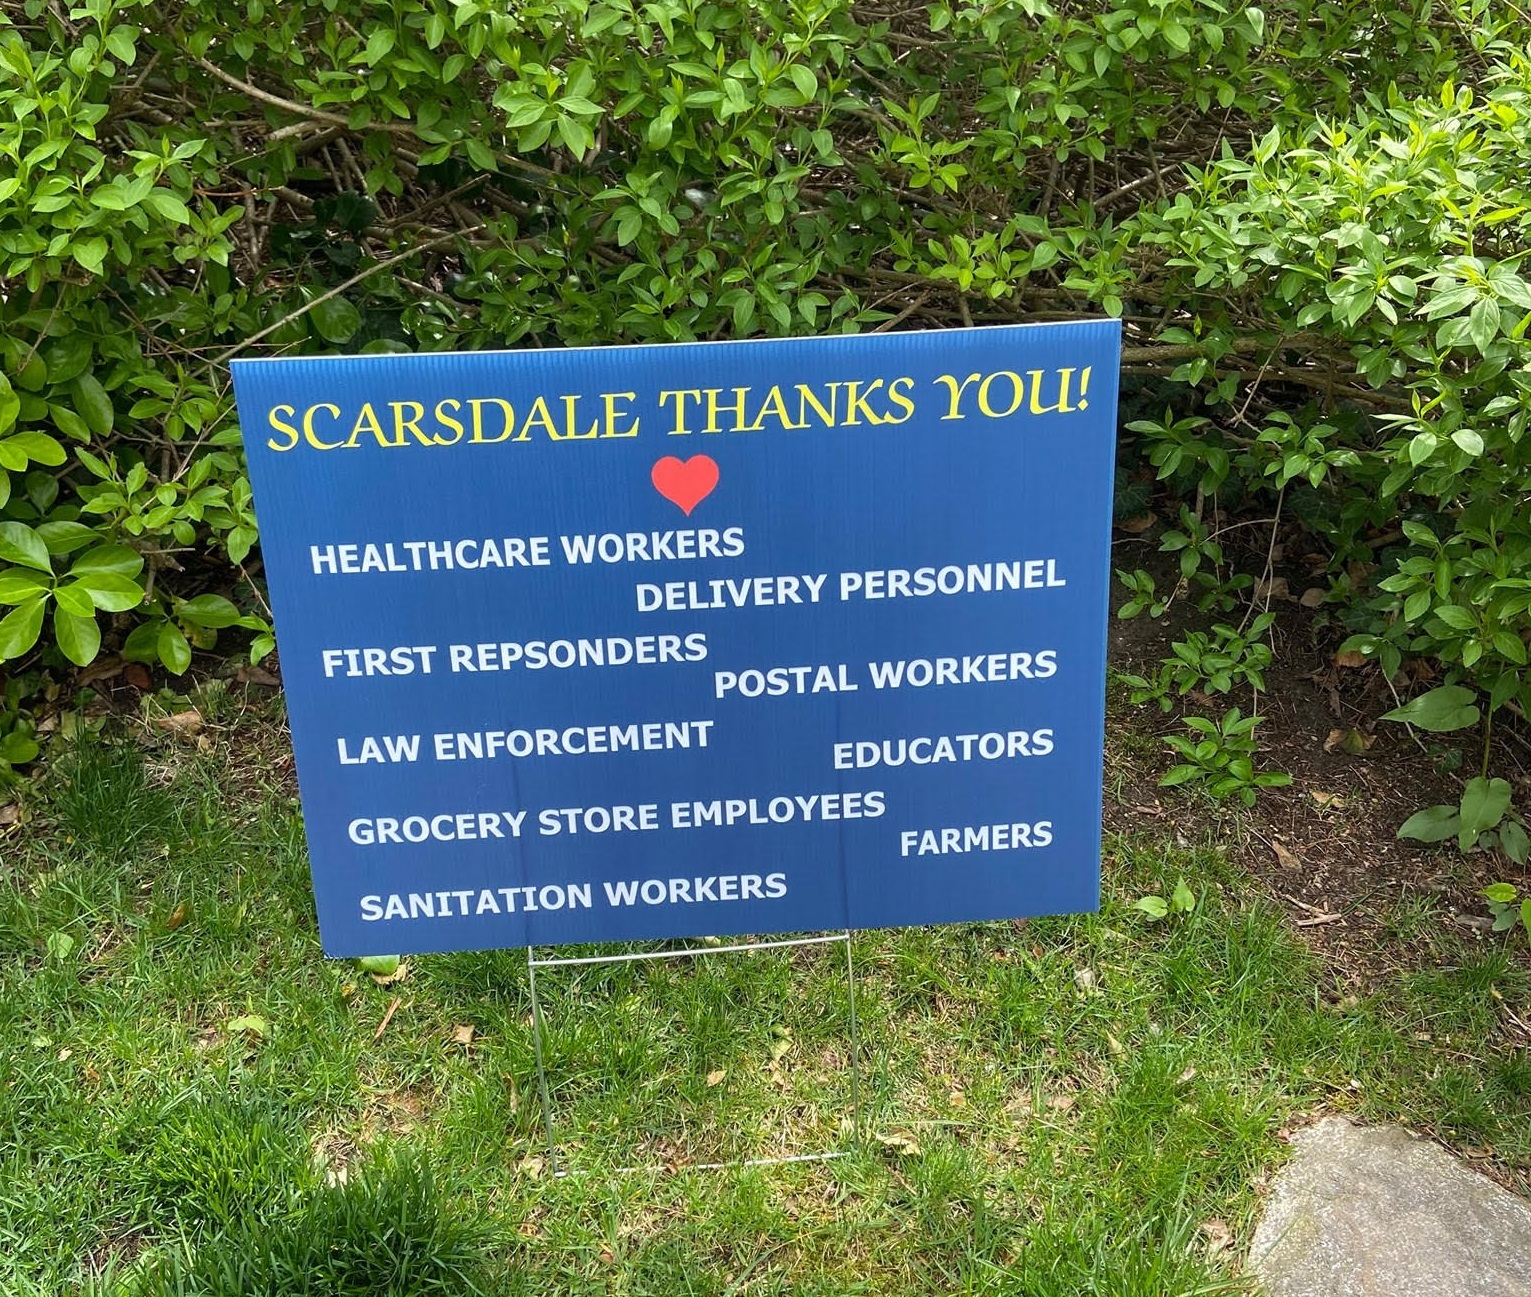 SCARSDALE THANKS YOU!
HEALTHCARE WORKERS
DELIVERY PERSONNEL
FIRST REPSONDERS
POSTAL WORKERS
LAW ENFORCEMENT
EDUCATORS
GROCERY STORE EMPLOYEES
FARMERS
SANITATION WORKERS